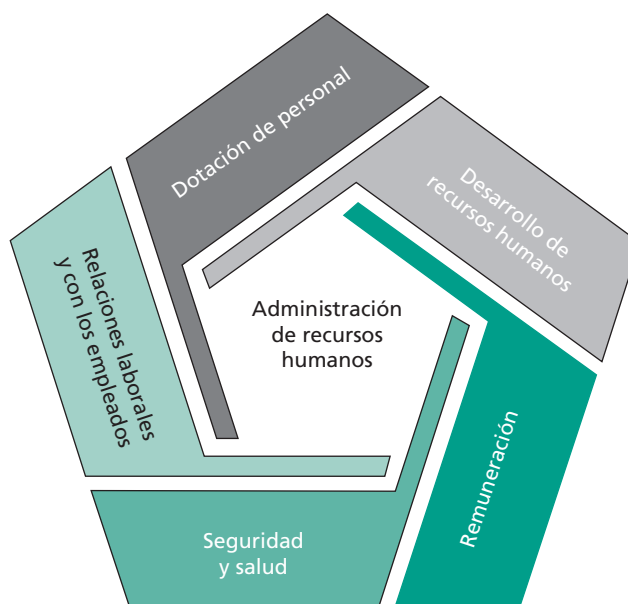 Dotación de personal
Desarrollo de
recursos humanos
Relaciones laborales
y con los empleados
Administración
de recursos
humanos
Remuneración
Seguridad
y salud